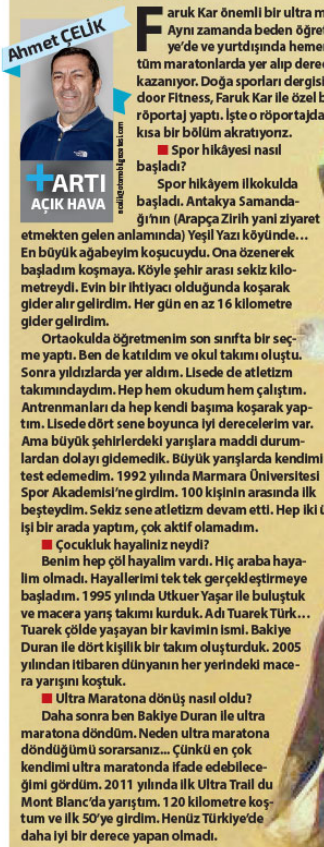 Ahmet ÇELİK
acelik@otomobilgazetesi.com
+ARTI
AÇIK HAVA
Faruk Kar önemli bir ultra m
Aynı zamanda beden öğret
ye'de ve yurtdışında hemen
tüm maratonlarda yer alıp dere
kazanıyor. Doğa sporları dergisi
door Fitness, Faruk Kar ile özel b
röportaj yaptı. İşte o röportajda
kısa bir bölüm akratıyoruz.
■ Spor hikâyesi nasıl
başladı?
Spor hikâyem ilkokulda
başladı. Antakya Samanda-
ğı'nın (Arapça Zirih yani ziyaret
etmekten gelen anlamında) Yeşil Yazı köyünde…
En büyük ağabeyim koşucuydu. Ona özenerek
başladım koşmaya. Köyle şehir arası sekiz kilo-
metreydi. Evin bir ihtiyacı olduğunda koşarak
gider alır gelirdim. Her gün en az 16 kilometre
gider gelirdim.
Ortaokulda öğretmenim son sınıfta bir seç-
me yaptı. Ben de katıldım ve okul takımı oluştu.
Sonra yıldızlarda yer aldım. Lisede de atletizm
takımındaydım. Hep hem okudum hem çalıştım.
Antrenmanları da hep kendi başıma koşarak yap-
tım. Lisede dört sene boyunca iyi derecelerim var.
Ama büyük şehirlerdeki yarışlara maddi durum-
lardan dolayı gidemedik. Büyük yarışlarda kendimi
test edemedim. 1992 yılında Marmara Üniversitesi
Spor Akademisi'ne girdim. 100 kişinin arasında ilk
beşteydim. Sekiz sene atletizm devam etti. Hep iki ü
işi bir arada yaptım, çok aktif olamadım.
■ Çocukluk hayaliniz neydi?
Benim hep çöl hayalim vardı. Hiç araba haya-
lim olmadı. Hayallerimi tek tek gerçekleştirmeye
başladım. 1995 yılında Utkuer Yaşar ile buluştuk
ve macera yarış takımı kurduk. Adı Tuarek Türk…
Tuarek çölde yaşayan bir kavimin ismi. Bakiye
Duran ile dört kişilik bir takım oluşturduk. 2005
yılından itibaren dünyanın her yerindeki mace-
ra yarışını koştuk.
■ Ultra Maratona dönüş nasıl oldu?
Daha sonra ben Bakiye Duran ile ultra
maratona döndüm. Neden ultra maratona
döndüğümü sorarsanız... Çünkü en çok
kendimi ultra maratonda ifade edebilece-
ğimi gördüm. 2011 yılında ilk Ultra Trail du
Mont Blanc'da yarıştım. 120 kilometre koş-
tum ve ilk 50'ye girdim. Henüz Türkiye'de
daha iyi bir derece yapan olmadı.